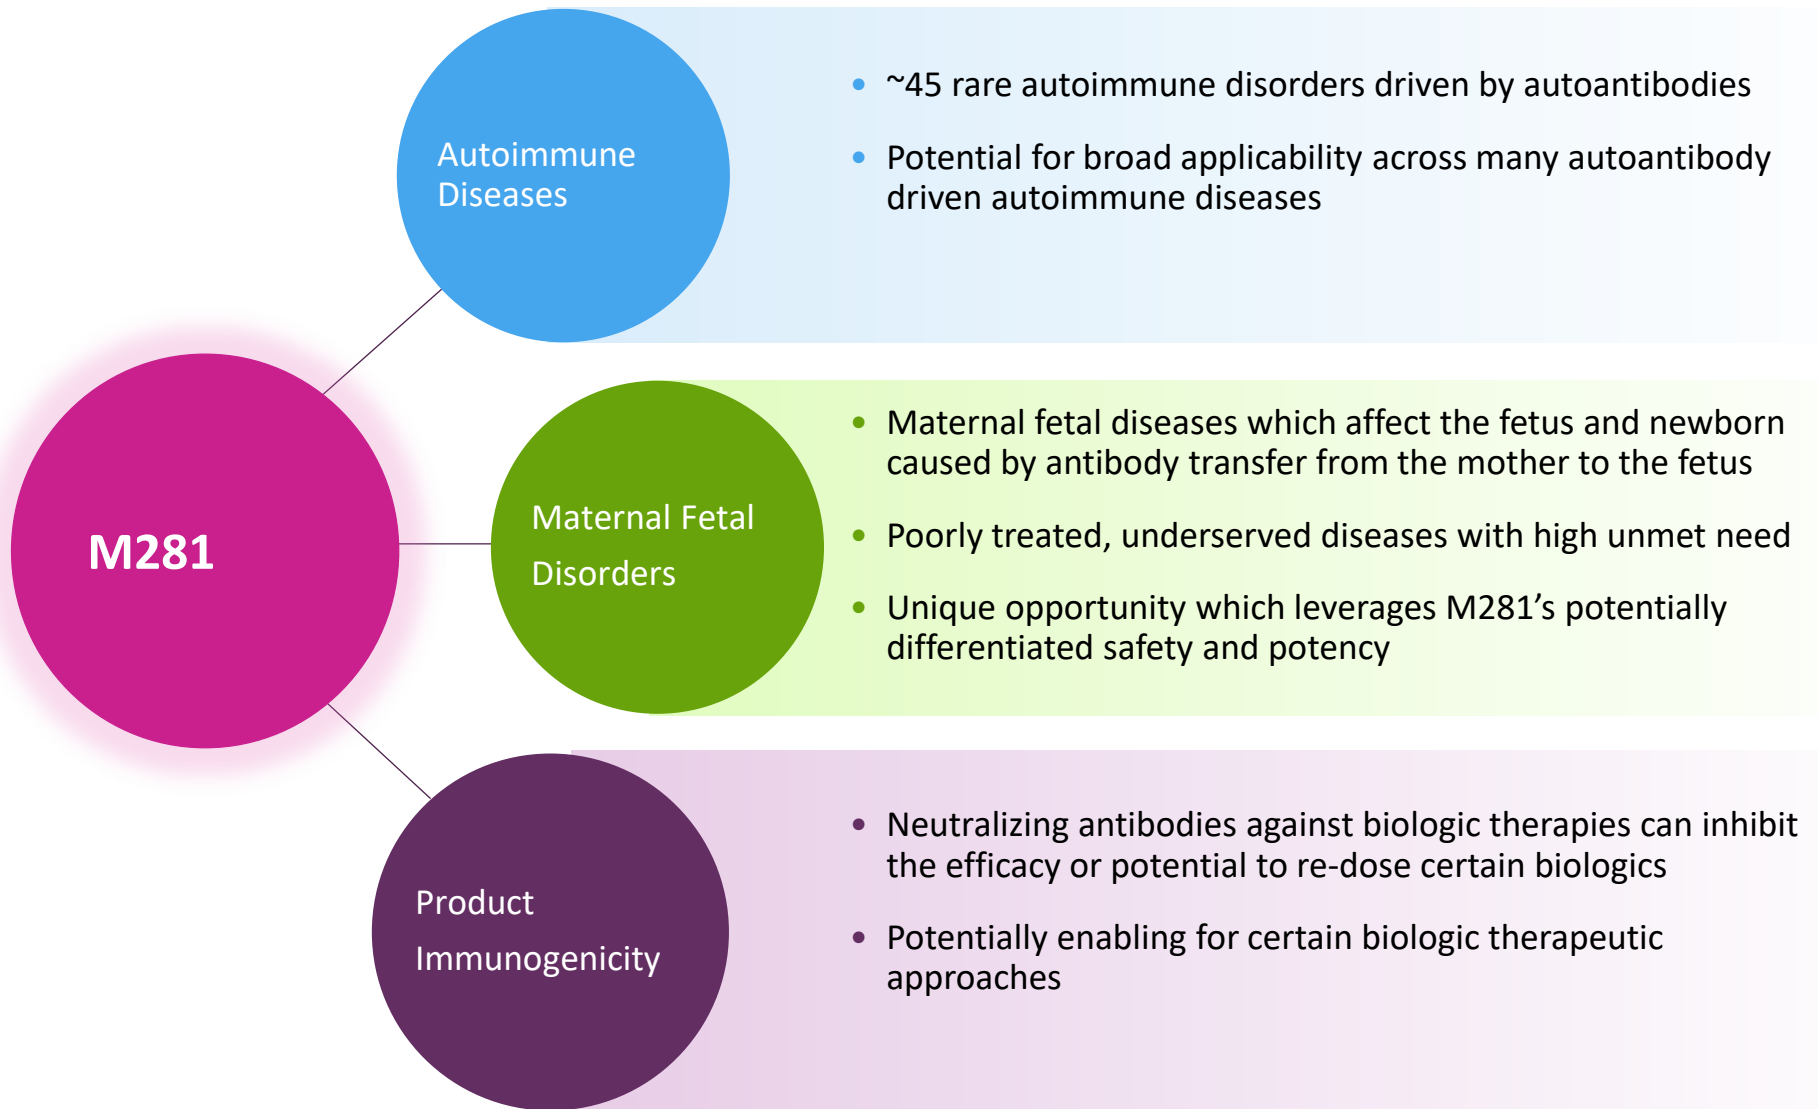 Autoimmune
Diseases
• ~45 rare autoimmune disorders driven by autoantibodies
• Potential for broad applicability across many autoantibody
driven autoimmune diseases
M281
Maternal Fetal
Disorders
• Maternal fetal diseases which affect the fetus and newborn
caused by antibody transfer from the mother to the fetus
• Poorly treated, underserved diseases with high unmet need
• Unique opportunity which leverages M281’s potentially
differentiated safety and potency
Product
Immunogenicity
• Neutralizing antibodies against biologic therapies can inhibit
the efficacy or potential to re-dose certain biologics
• Potentially enabling for certain biologic therapeutic
approaches